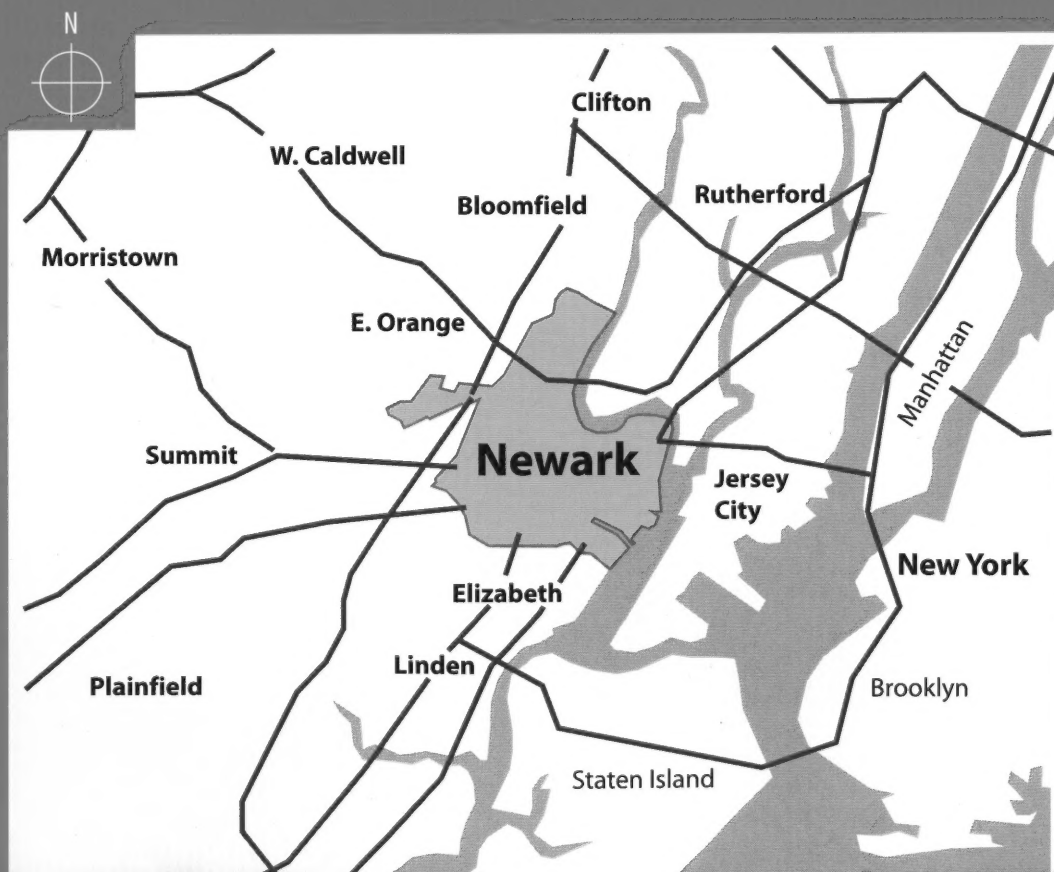 N
Clifton
W. Caldwell
Rutherford
Bloomfield
Morristown
E. Orange
Manhattan
Summit
Newark
Jersey
City
New York
Elizabeth
Linden
Plainfield
Brooklyn
Staten Island